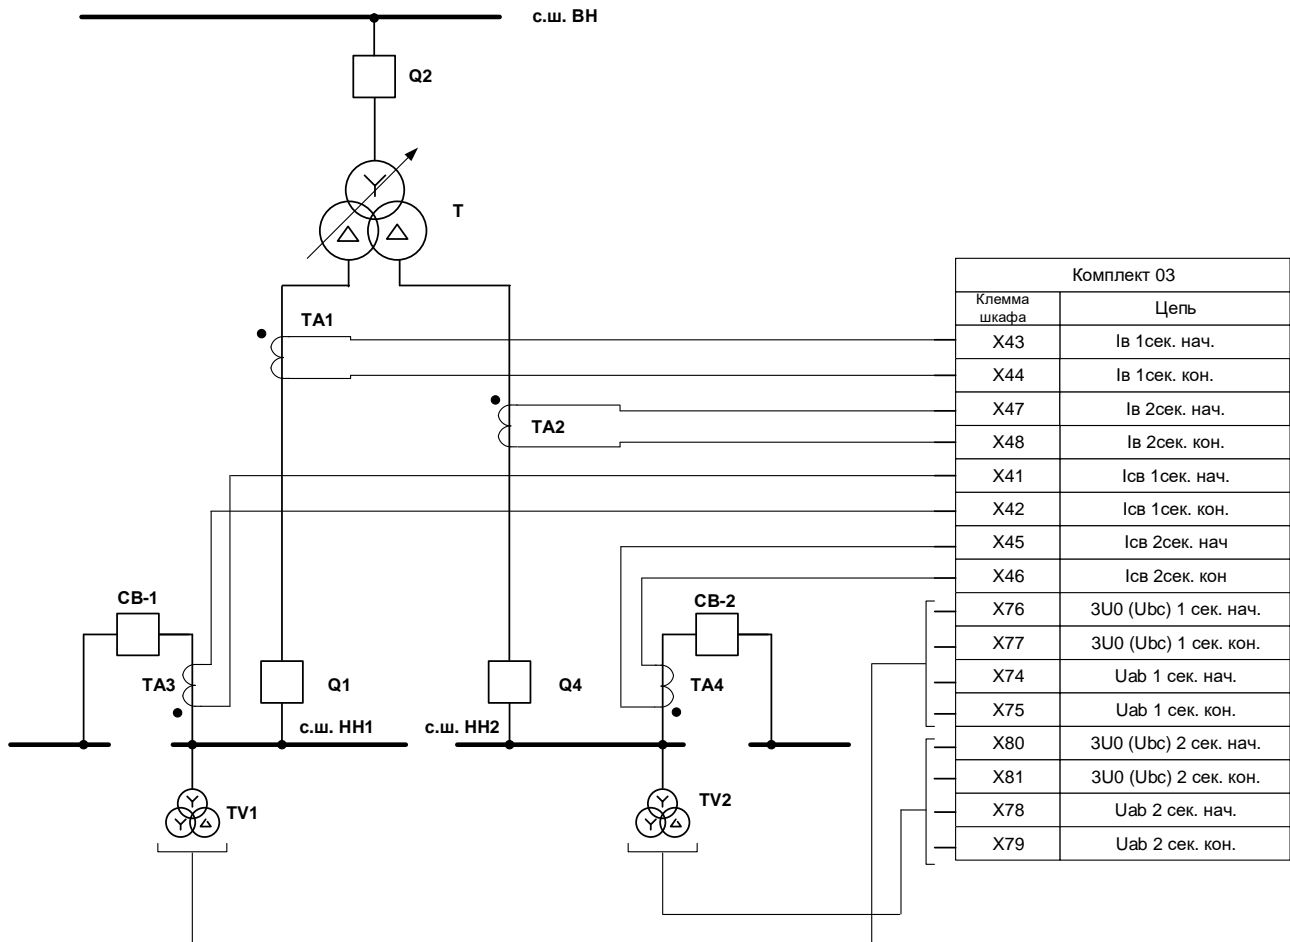 с.ш. ВН
Q2
T
TA1
TA2
СВ-1
СВ-2
TA3
Q1
Q4
TA4
с.ш. НН1
с.ш. НН2
TV1
TV2
Комплект 03
Клемма шкафа
Цепь
X43 Iв 1сек. нач.
X44 Iв 1сек. кон.
X47 Iв 2сек. нач.
X48 Iв 2сек. кон.
X41 Iсв 1сек. нач.
X42 Iсв 1сек. кон.
X45 Iсв 2сек. нач
X46 Iсв 2сек. кон
X76 3U0 (Ubc) 1 сек. нач.
X77 3U0 (Ubc) 1 сек. кон.
X74 Uab 1 сек. нач.
X75 Uab 1 сек. кон.
X80 3U0 (Ubc) 2 сек. нач.
X81 3U0 (Ubc) 2 сек. кон.
X78 Uab 2 сек. нач.
X79 Uab 2 сек. кон.